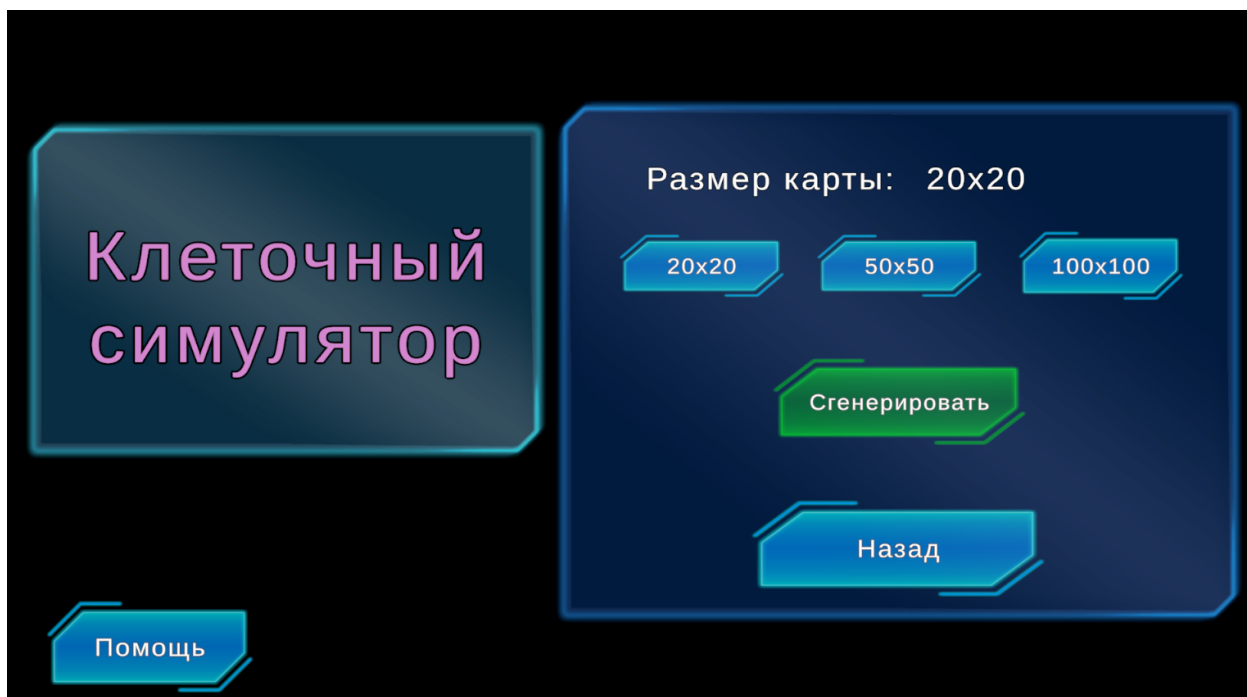 Клеточный
симулятор
Размер карты: 20x20
20x20 50x50 100x100
Сгенерировать
Назад
Помощь